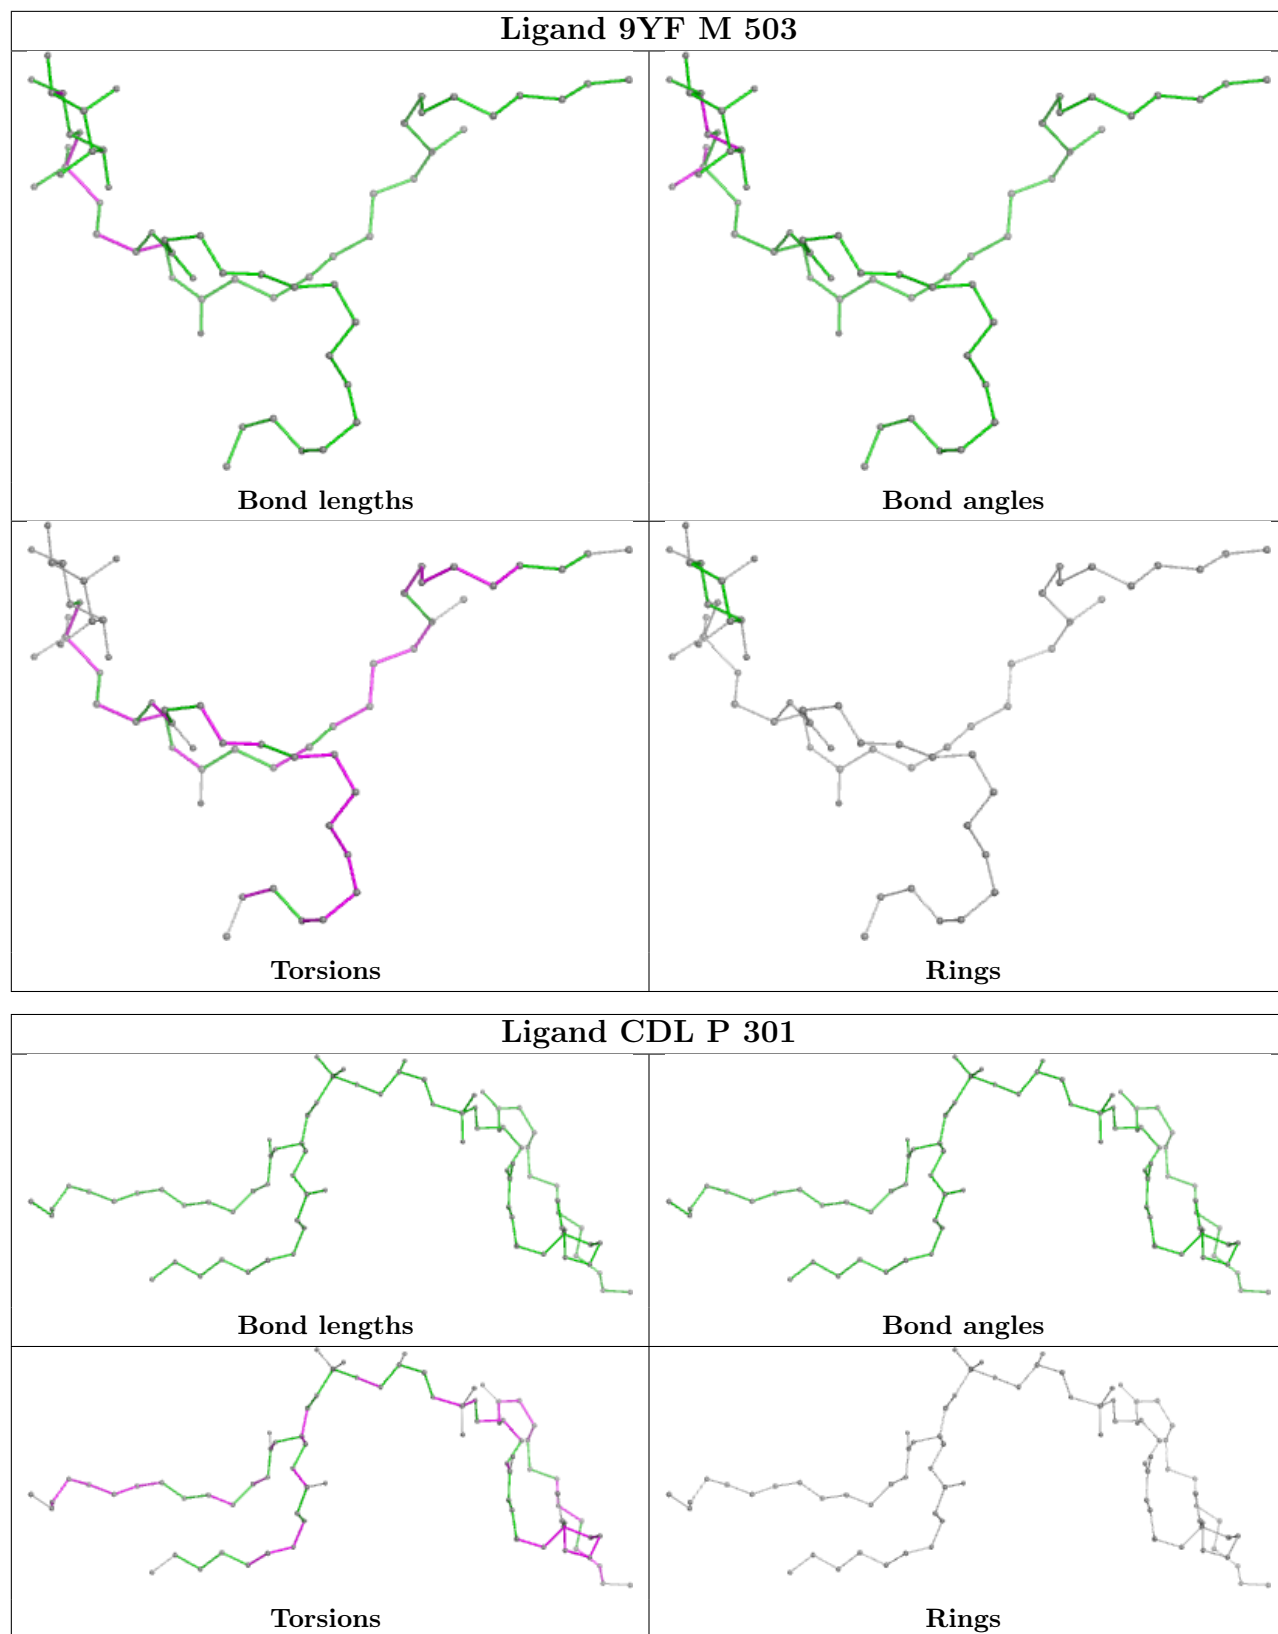 Ligand 9YF M 503
Bond lengths
Bond angles
Torsions
Rings
Ligand CDL P 301
Bond lengths
Bond angles
Torsions
Rings